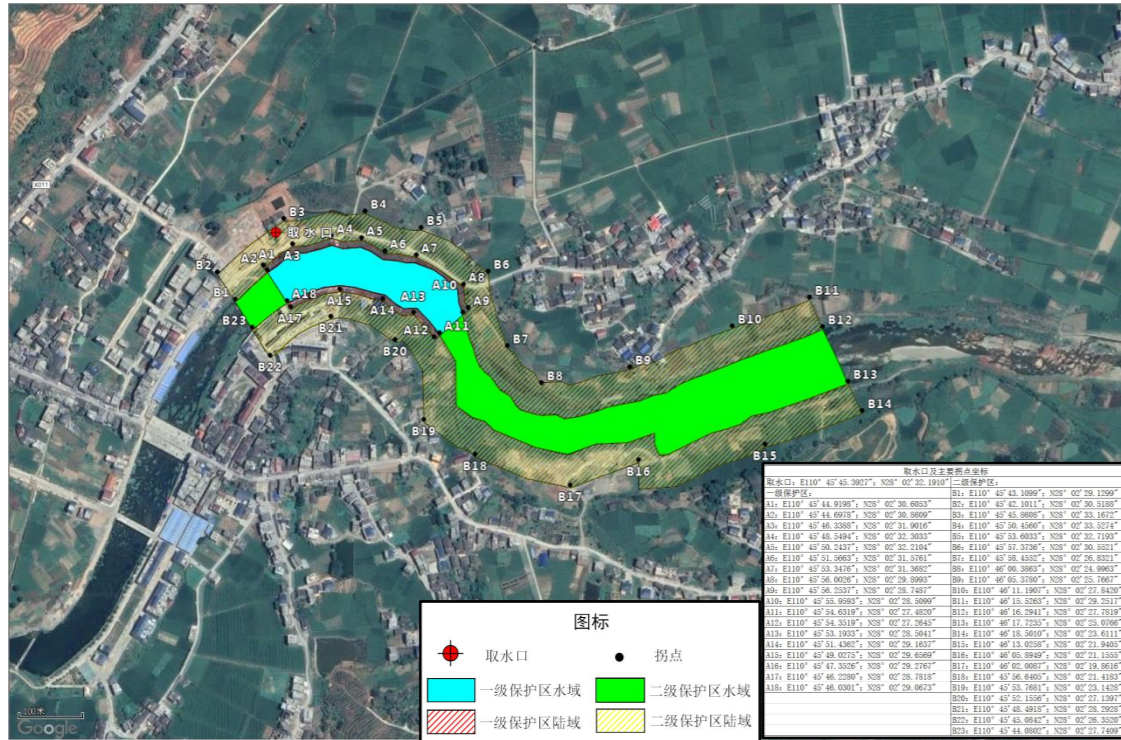 X011
B3
B4
B5
取水口
A4
A5
A6
A7
B6
A2
A1
A3
B2
A8
A10
A9
B1
A18
A15
A13
A14
A17
B23
A12
A11
B21
B20
B22
B7
B8
B9
B10
B11
B12
B13
B14
B15
B16
B17
B18
B19
图标
取水口
拐点
一级保护区水域
二级保护区水域
一级保护区陆域
二级保护区陆域
100米
Google
取水口及主要拐点坐标
取水口：E110° 45'45.3927"；N28° 02'32.1910"
二级保护区：
一级保护区：
B1：E110° 45'43.1099"；N28° 02'29.1299"
A1：E110° 45'44.9198"；N28° 02'30.6053"
B2：E110° 45'42.1011"；N28° 02'30.5188"
A2：E110° 45'44.6978"；N28° 02'30.8609"
B3：E110° 45'45.8608"；N28° 02'33.1672"
A3：E110° 45'46.3388"；N28° 02'31.9016"
B4：E110° 45'50.4560"；N28° 02'33.5274"
A4：E110° 45'48.5494"；N28° 02'32.3033"
B5：E110° 45'53.6033"；N28° 02'32.7193"
A5：E110° 45'50.2437"；N28° 02'32.2104"
B6：E110° 45'57.3736"；N28° 02'30.5521"
A6：E110° 45'51.5663"；N28° 02'31.5761"
B7：E110° 45'58.4552"；N28° 02'26.8321"
A7：E110° 45'53.3476"；N28° 02'31.3682"
B8：E110° 46'00.3863"；N28° 02'24.9963"
A8：E110° 45'56.0026"；N28° 02'29.8993"
B9：E110° 46'05.3780"；N28° 02'25.7667"
A9：E110° 45'56.2537"；N28° 02'28.7487"
B10：E110° 46'11.1907"；N28° 02'27.8420"
A10：E110° 45'55.9593"；N28° 02'28.5099"
B11：E110° 46'15.5263"；N28° 02'29.2517"
A11：E110° 45'54.6319"；N28° 02'27.4820"
B12：E110° 46'16.2941"；N28° 02'27.7819"
A12：E110° 45'54.3519"；N28° 02'27.2645"
B13：E110° 46'17.7235"；N28° 02'25.0766"
A13：E110° 45'53.1933"；N28° 02'28.5041"
B14：E110° 46'18.5010"；N28° 02'23.6111"
A14：E110° 45'51.4362"；N28° 02'29.1637"
B15：E110° 46'13.0258"；N28° 02'21.9405"
A15：E110° 45'49.0275"；N28° 02'29.6569"
B16：E110° 46'05.8949"；N28° 02'21.1555"
A16：E110° 45'47.3526"；N28° 02'29.2767"
B17：E110° 46'02.0087"；N28° 02'19.8616"
A17：E110° 45'46.2280"；N28° 02'28.7818"
B18：E110° 45'56.6405"；N28° 02'21.4183"
A18：E110° 45'46.0301"；N28° 02'29.0673"
B19：E110° 45'53.7681"；N28° 02'23.1428"
B20：E110° 45'52.1556"；N28° 02'27.1397"
B21：E110° 45'48.4918"；N28° 02'28.2928"
B22：E110° 45'45.0842"；N28° 02'26.3520"
B23：E110° 45'44.0802"；N28° 02'27.7409"